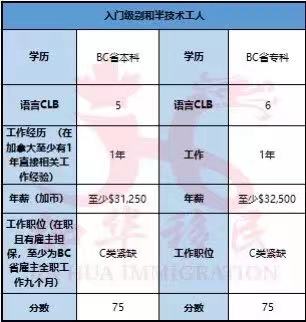 入门级别和半技术工人
学历 BC省本科 学历 BC省专科
语言CLB 5 语言CLB 6
工作经历 （在
加拿大至少有1
年直接相关工
作经验） 1年 工作 1年
年薪（加币） 至少$31,250 年薪 至少$32,500
工作职位 (在职
且有雇主担
保，至少为BC
省雇主全职工
作九个月） C类紧缺 工作职位 C类紧缺
分数 75 分数 75
HUA IMMIGRATION